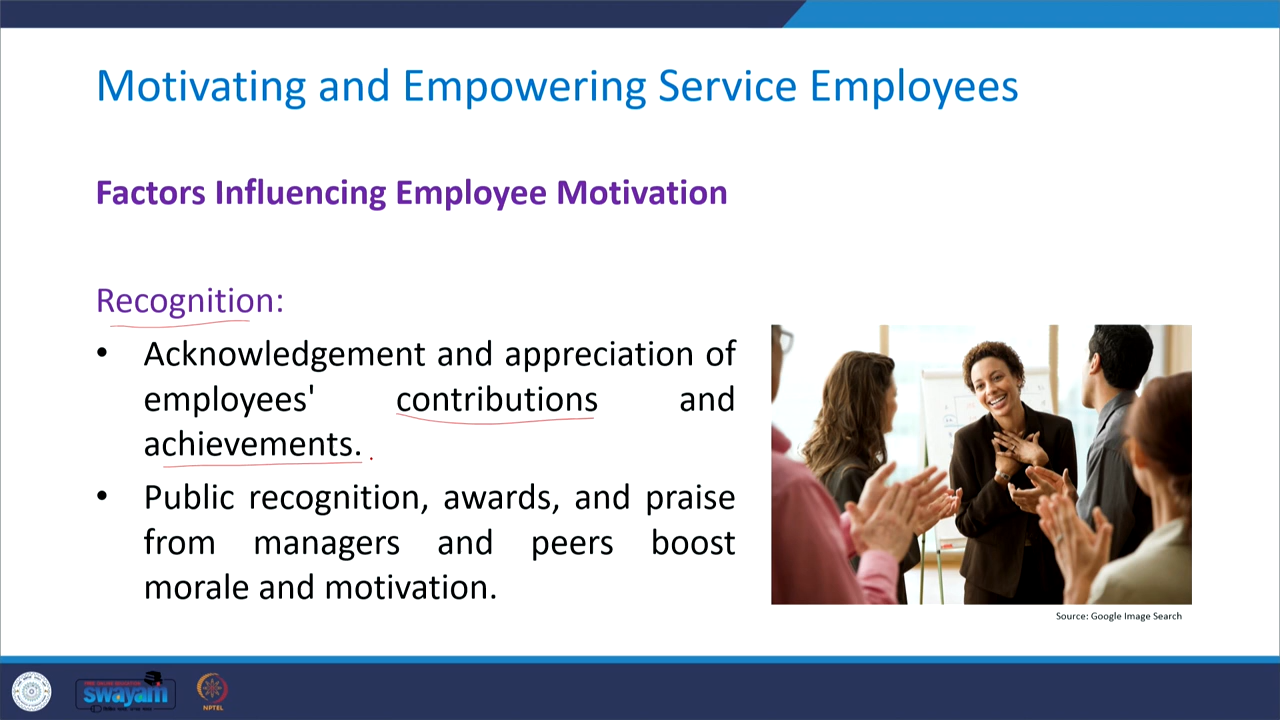 Motivating and Empowering Service Employees
Factors Influencing Employee Motivation
Recognition:
• Acknowledgement and appreciation of
employees' contributions and
achievements.
• Public recognition, awards, and praise
from managers and peers boost
morale and motivation.
Source: Google Image Search
swayam
NPTEL